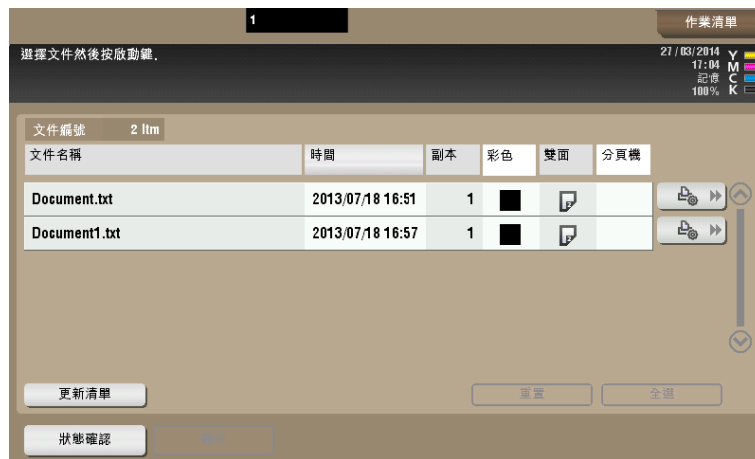 1
作業清單
選擇文件然後按啟動鍵.
27/03/2014
17:04
記憶
100%
Y
M
C
K
文件編號 2 Itm
文件名稱 時間 副本 彩色 雙面 分頁機
Document.txt 2013/07/18 16:51 1
Document1.txt 2013/07/18 16:57 1
更新清單 重置 全選
狀態確認